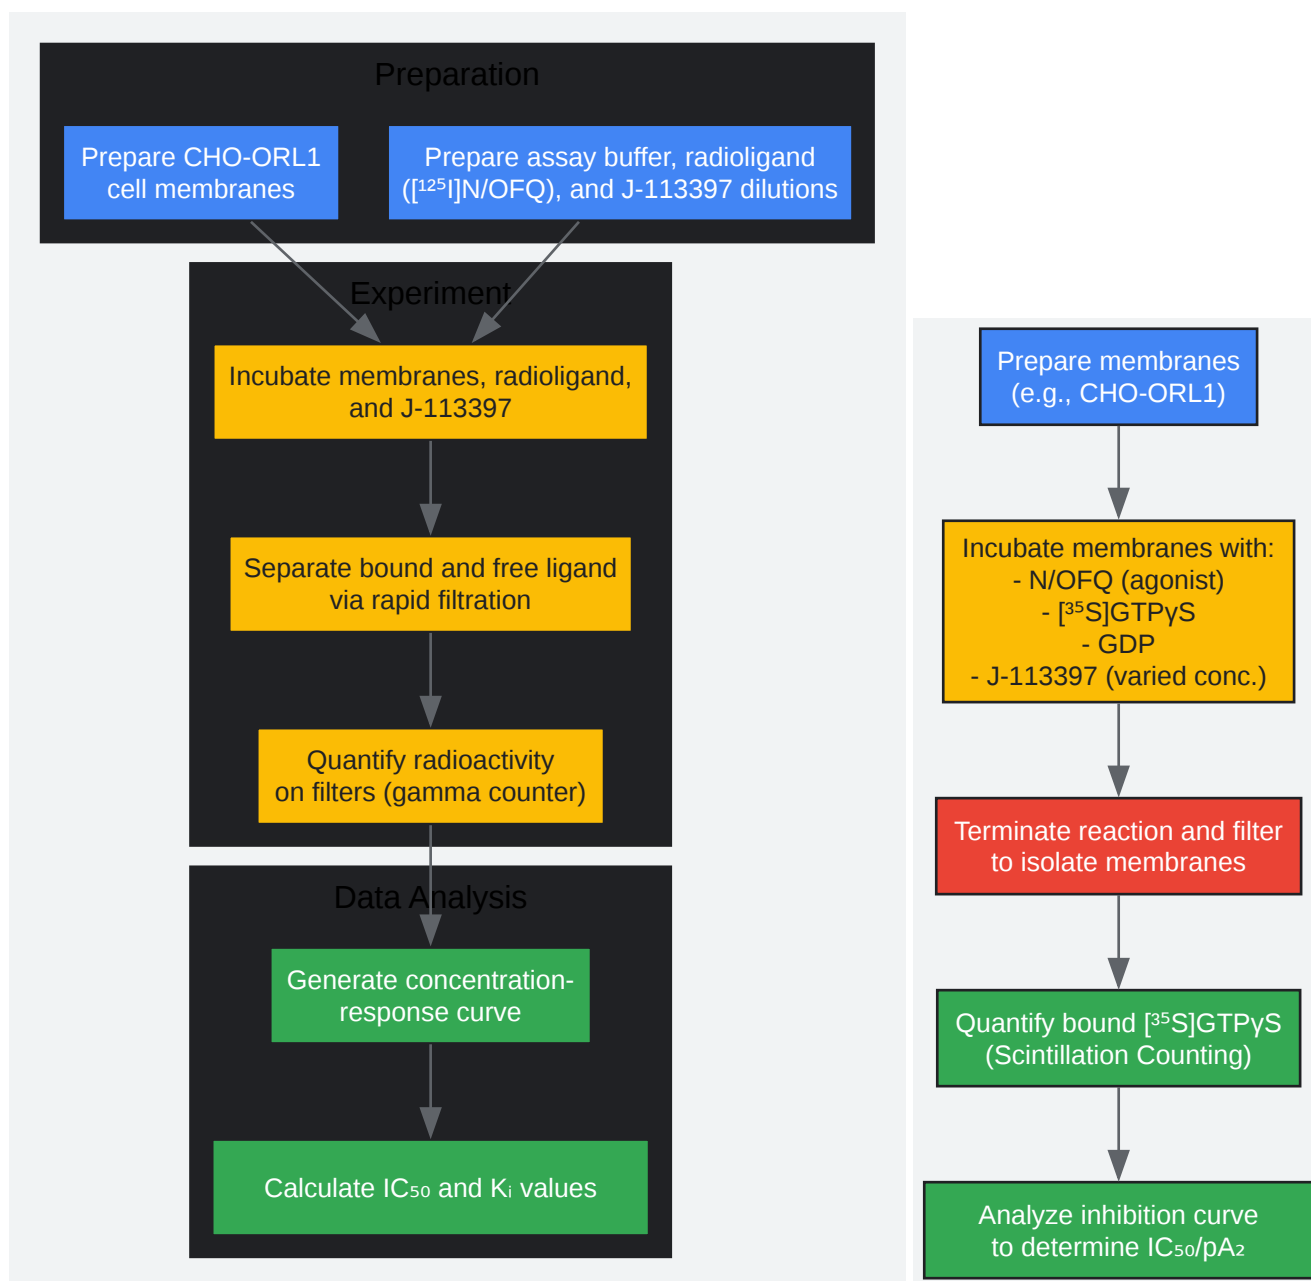 Preparation
Prepare CHO-ORL1
cell membranes
Prepare assay buffer, radioligand
([¹²⁵I]N/OFQ), and J-113397 dilutions
Experiment
Incubate membranes, radioligand,
and J-113397
Separate bound and free ligand
via rapid filtration
Quantify radioactivity
on filters (gamma counter)
Data Analysis
Generate concentration-
response curve
Calculate IC₅₀ and Kᵢ values
Prepare membranes
(e.g., CHO-ORL1)
Incubate membranes with:
- N/OFQ (agonist)
- [³⁵S]GTPγS
- GDP
- J-113397 (varied conc.)
Terminate reaction and filter
to isolate membranes
Quantify bound [³⁵S]GTPγS
(Scintillation Counting)
Analyze inhibition curve
to determine IC₅₀/pA₂